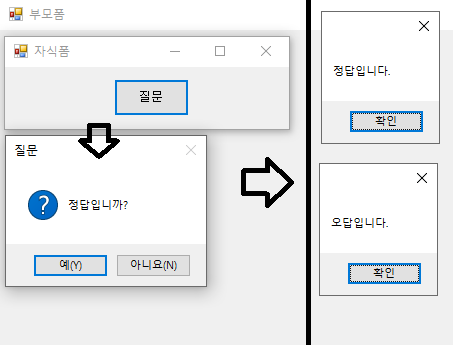 부모폼
자식폼
질문
질문
정답입니까?
예(Y)
아니요(N)
정답입니다.
확인
오답입니다.
확인